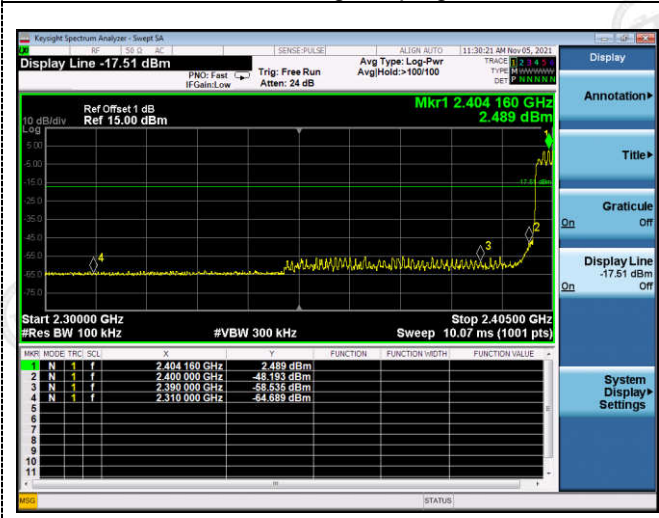 Keysight Spectrum Analyzer - Swept SA
RF 50 Ω AC SENSE:PULSE ALIGN AUTO 11:30:21 AM Nov 05, 2021
Display Line -17.51 dBm
PNO: Fast
IFGain:Low
Trig: Free Run
Atten: 24 dB
Avg Type: Log-Pwr
Avg|Hold:>100/100
TRACE 1 2 3 4 5 6
TYPE M W W W W W
DET P N N N N N
Display
Annotation
Title
Graticule
On Off
Display Line
-17.51 dBm
On Off
System
Display
Settings
Ref Offset 1 dB
Ref 15.00 dBm
10 dB/div
Log
Mkr1 2.404 160 GHz
2.489 dBm
5.00
-5.00
-15.0
-25.0
-35.0
-45.0
-55.0
-65.0
-75.0
-17.51 dBm
1
2
3
4
Start 2.30000 GHz
Stop 2.40500 GHz
#Res BW 100 kHz
#VBW 300 kHz
Sweep 10.07 ms (1001 pts)
MKR MODE TRC SCL X Y FUNCTION FUNCTION WIDTH FUNCTION VALUE
1 N 1 f 2.404 160 GHz 2.489 dBm
2 N 1 f 2.400 000 GHz -48.193 dBm
3 N 1 f 2.390 000 GHz -58.535 dBm
4 N 1 f 2.310 000 GHz -64.689 dBm
5
6
7
8
9
10
11
MSG
STATUS